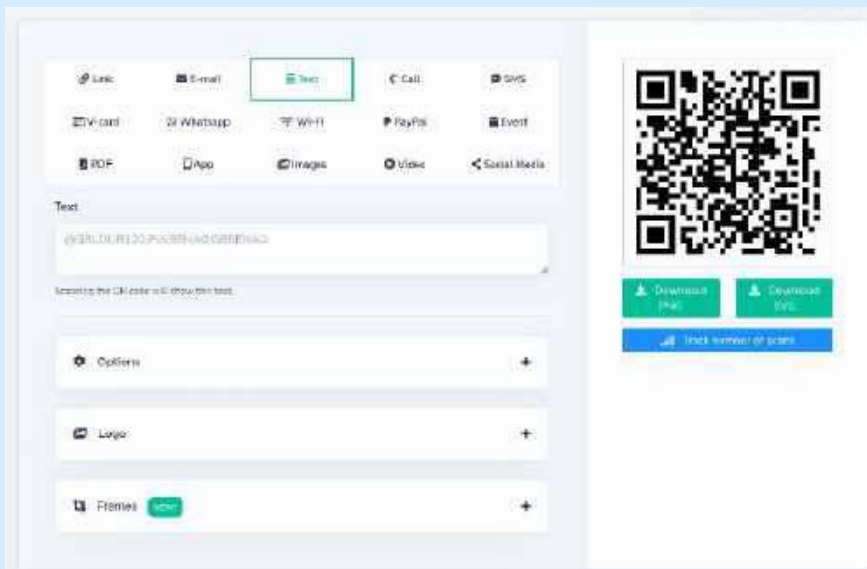 Link E-mail Text Call SMS
V-card Whatsapp Wi-Fi PayPal Event
PDF App Images Video Social Media
Text
Scanning the QR code will show this text.
Options +
Logo +
Frames NEW!
+
Download
PNG
Download
SVG
Track number of scans